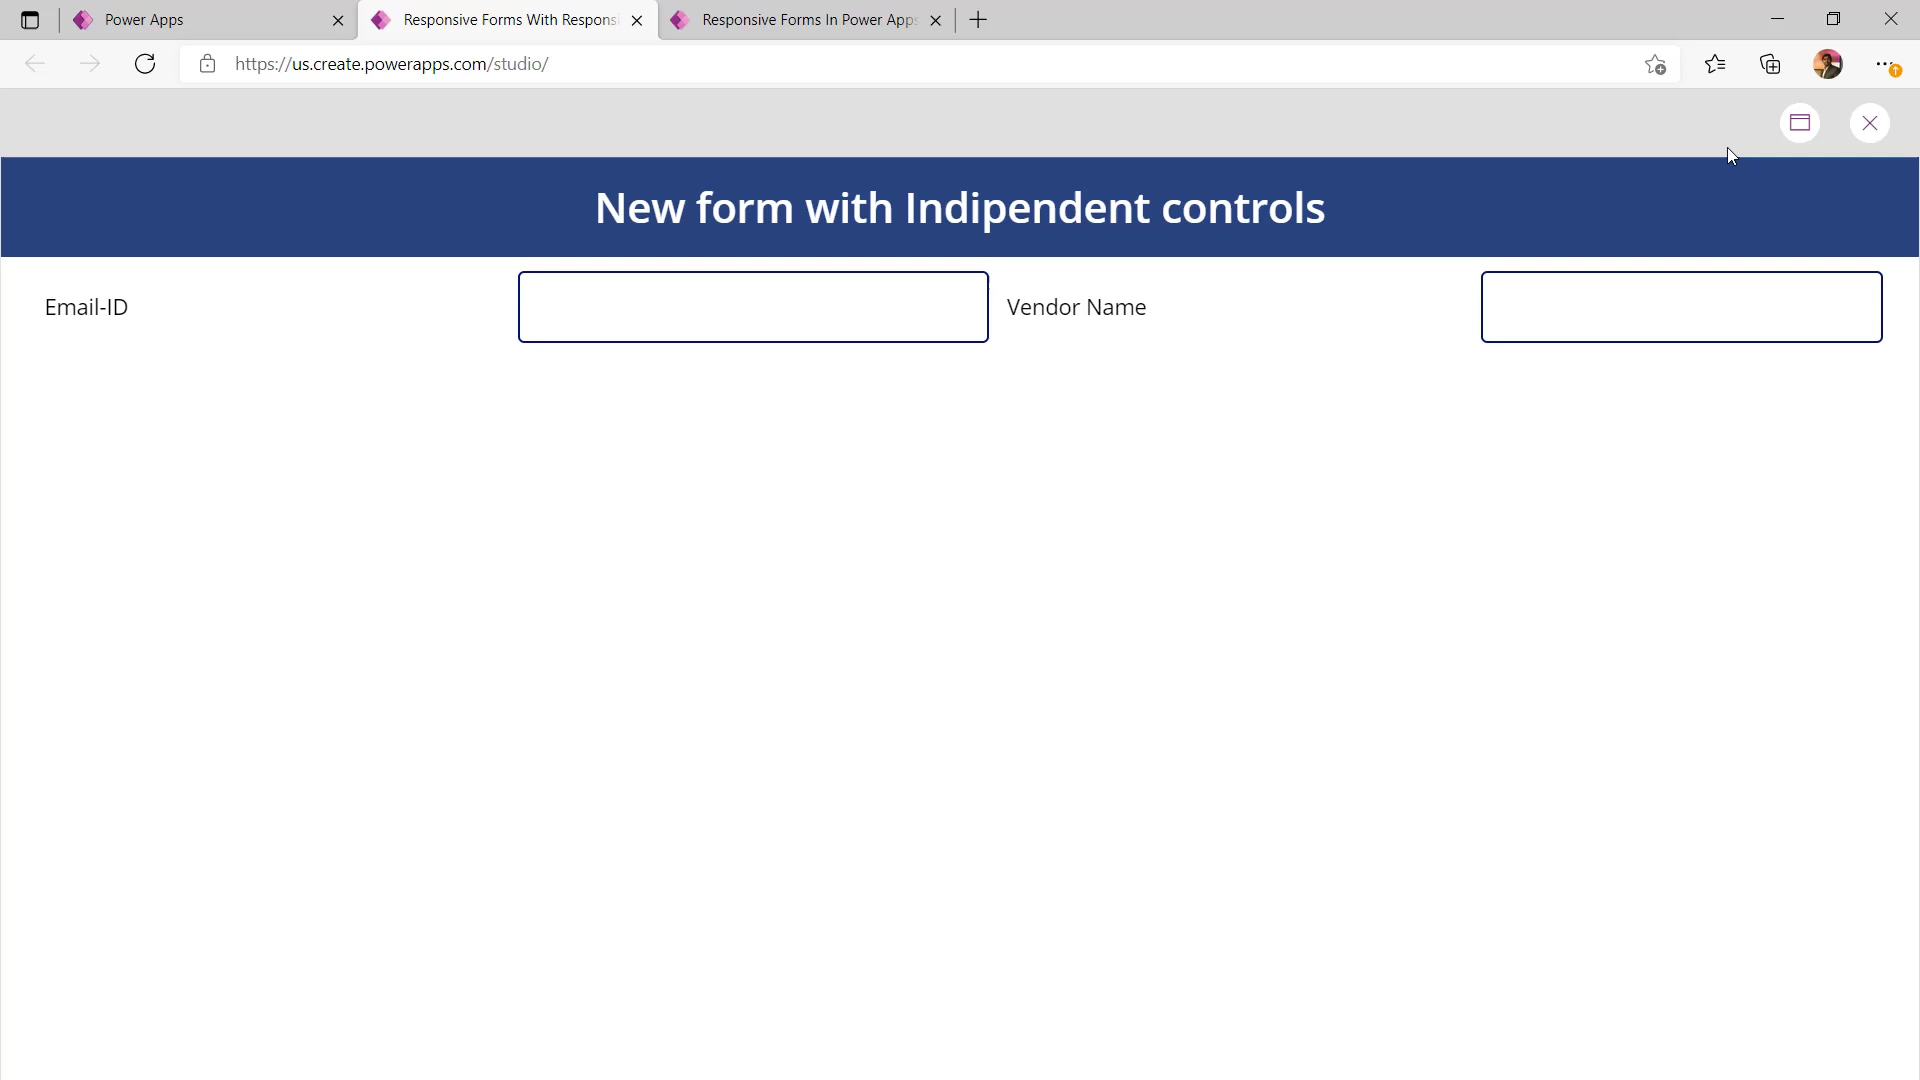 Power Apps
Responsive Forms With Respons
Responsive Forms In Power Apps
https://us.create.powerapps.com/studio/
New form with Indipendent controls
Email-ID
Vendor Name